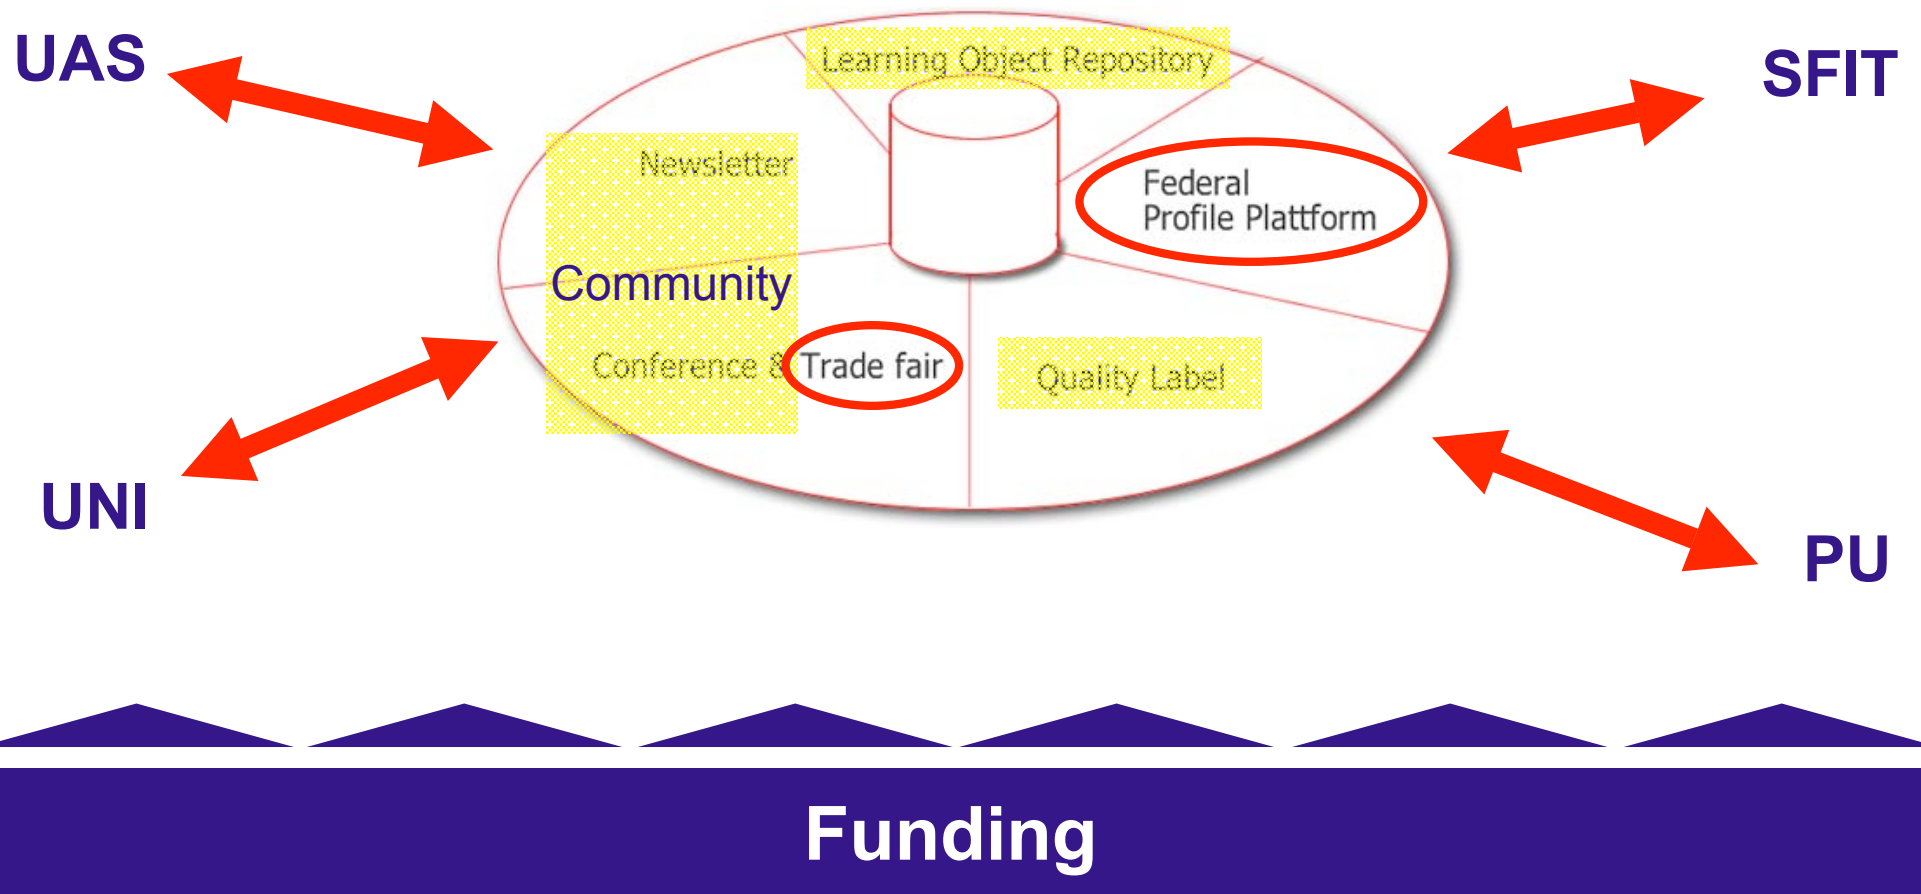 UAS
SFIT
Learning Object Repository
Newsletter
Federal
Profile Plattform
Community
Conference & Trade fair
Quality Label
UNI
PU
Funding